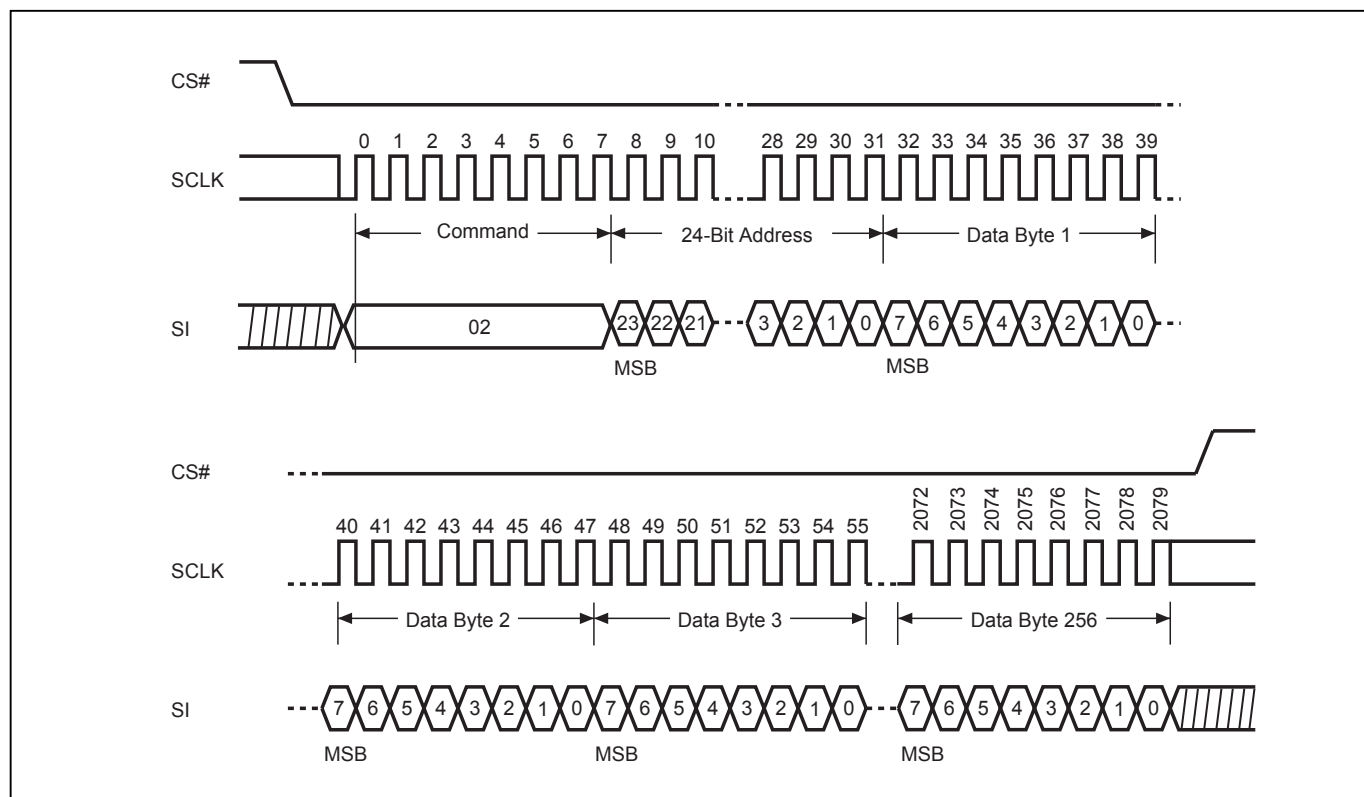 CS#
0 1 2 3 4 5 6 7 8 9 10 28 29 30 31 32 33 34 35 36 37 38 39
SCLK
Command 24-Bit Address Data Byte 1
SI 02 23 22 21 3 2 1 0 7 6 5 4 3 2 1 0
MSB MSB
CS#
40 41 42 43 44 45 46 47 48 49 50 51 52 53 54 55 2072 2073 2074 2075 2076 2077 2078 2079
SCLK
Data Byte 2 Data Byte 3 Data Byte 256
SI 7 6 5 4 3 2 1 0 7 6 5 4 3 2 1 0 7 6 5 4 3 2 1 0
MSB MSB MSB